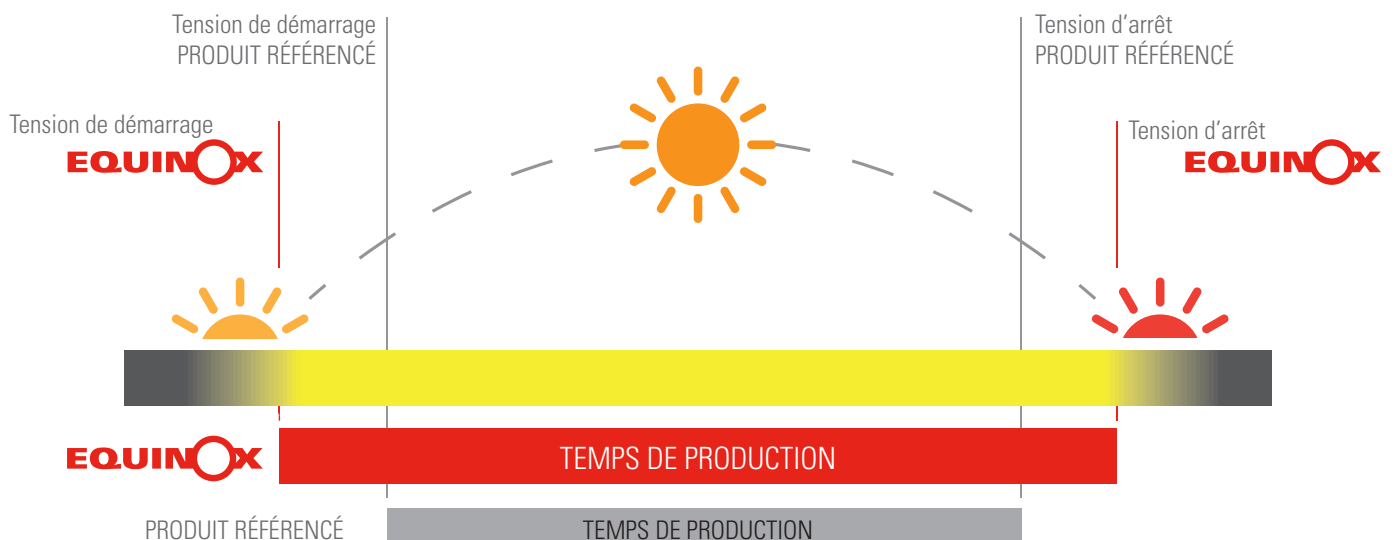 Tension de démarrage
PRODUIT RÉFÉRENCÉ
Tension d’arrêt
PRODUIT RÉFÉRENCÉ
Tension de démarrage
EQUINOX
Tension d’arrêt
EQUINOX
EQUINOX
TEMPS DE PRODUCTION
PRODUIT RÉFÉRENCÉ
TEMPS DE PRODUCTION